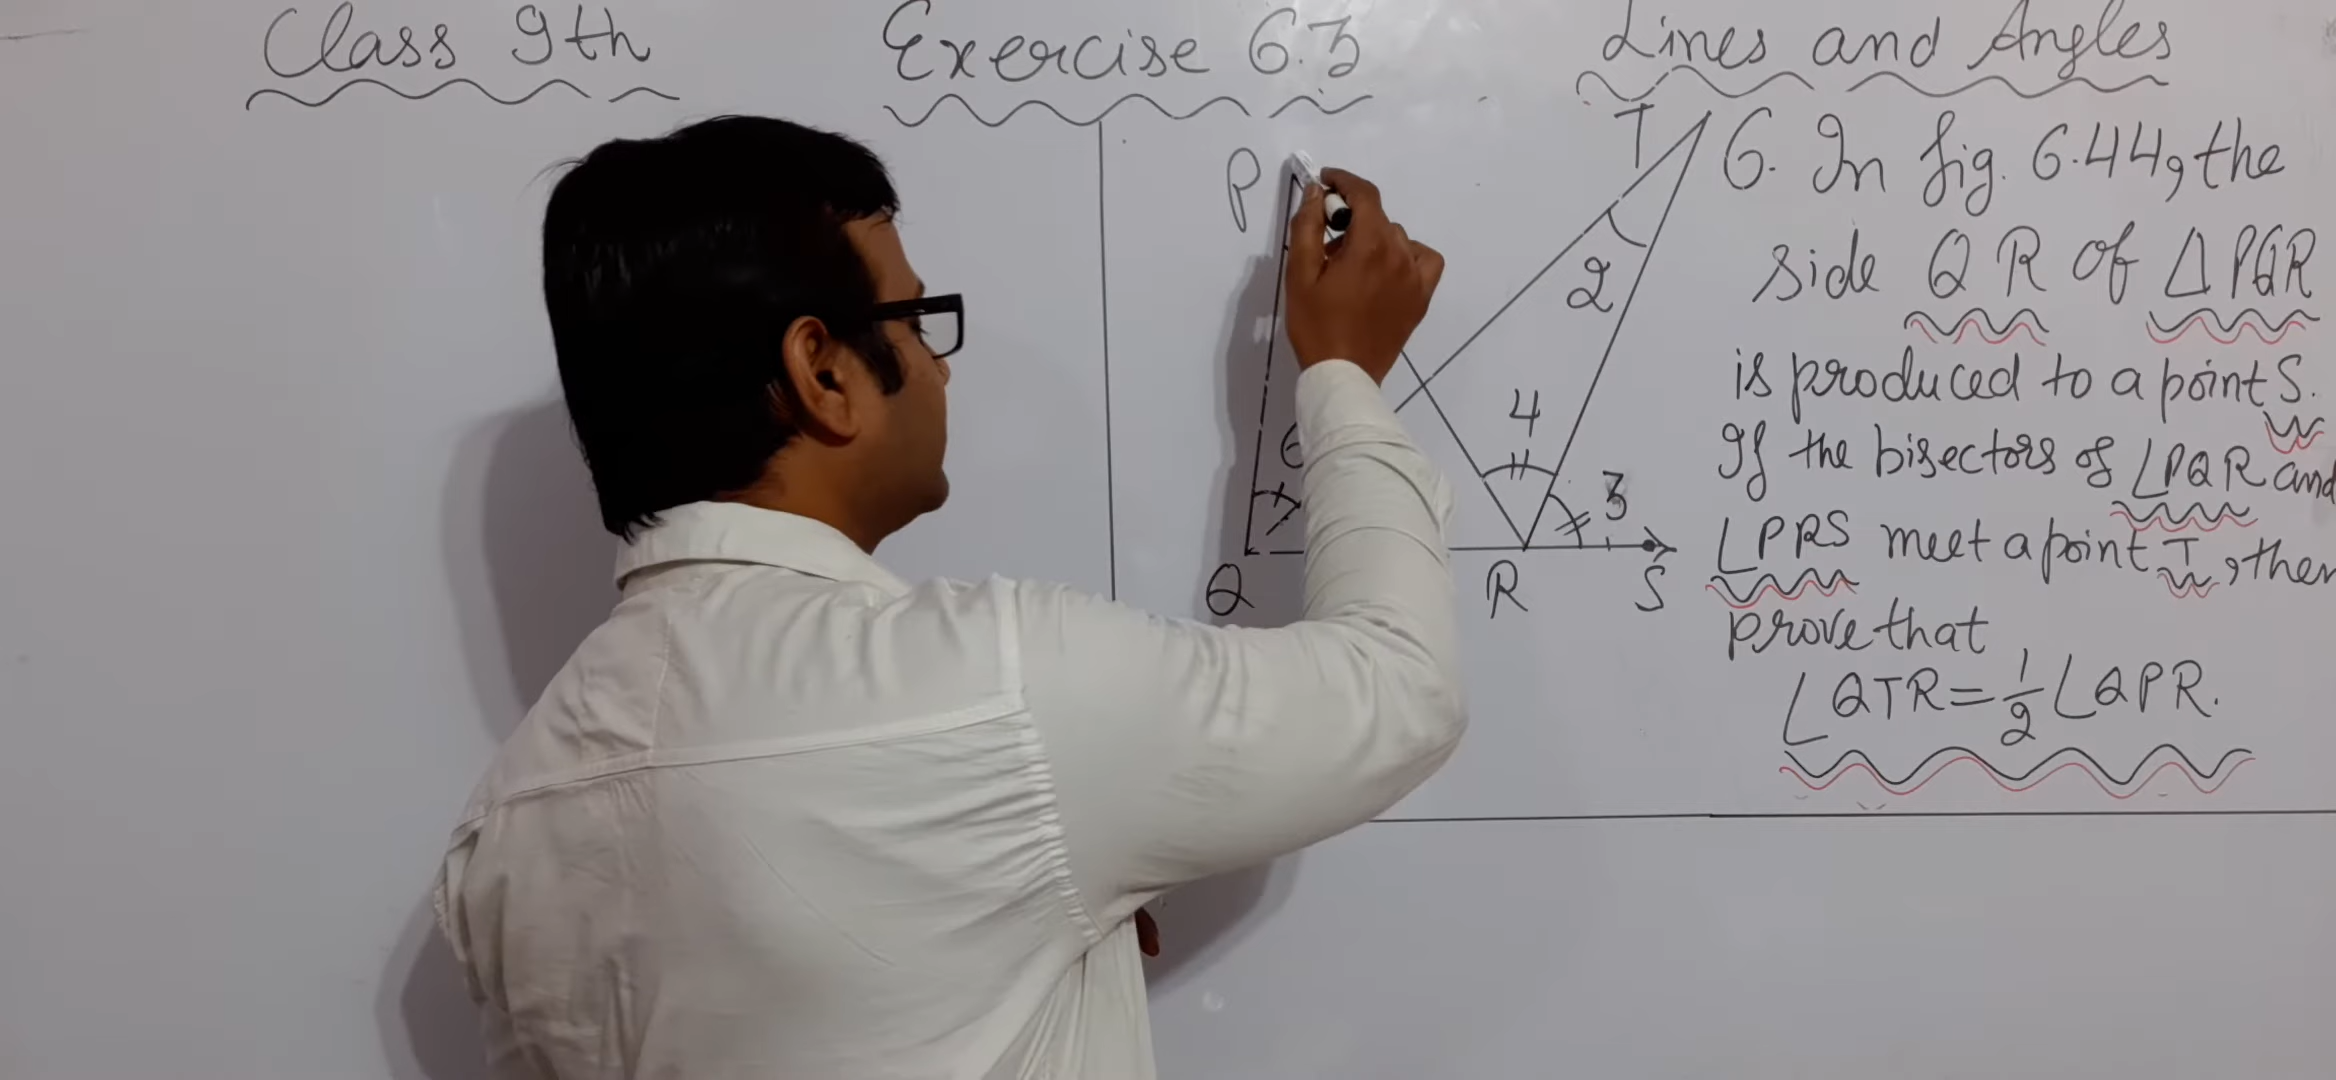 Class 9th
Exercise 6.3
Lines and Angles
P
T
2
4
6
3
Q
R
S
6. In fig. 6.44, the
side QR of ΔPQR
is produced to a point S.
If the bisectors of ∠PQR and
∠PRS meet a point T, then
prove that
∠QTR = 1/2 ∠QPR.